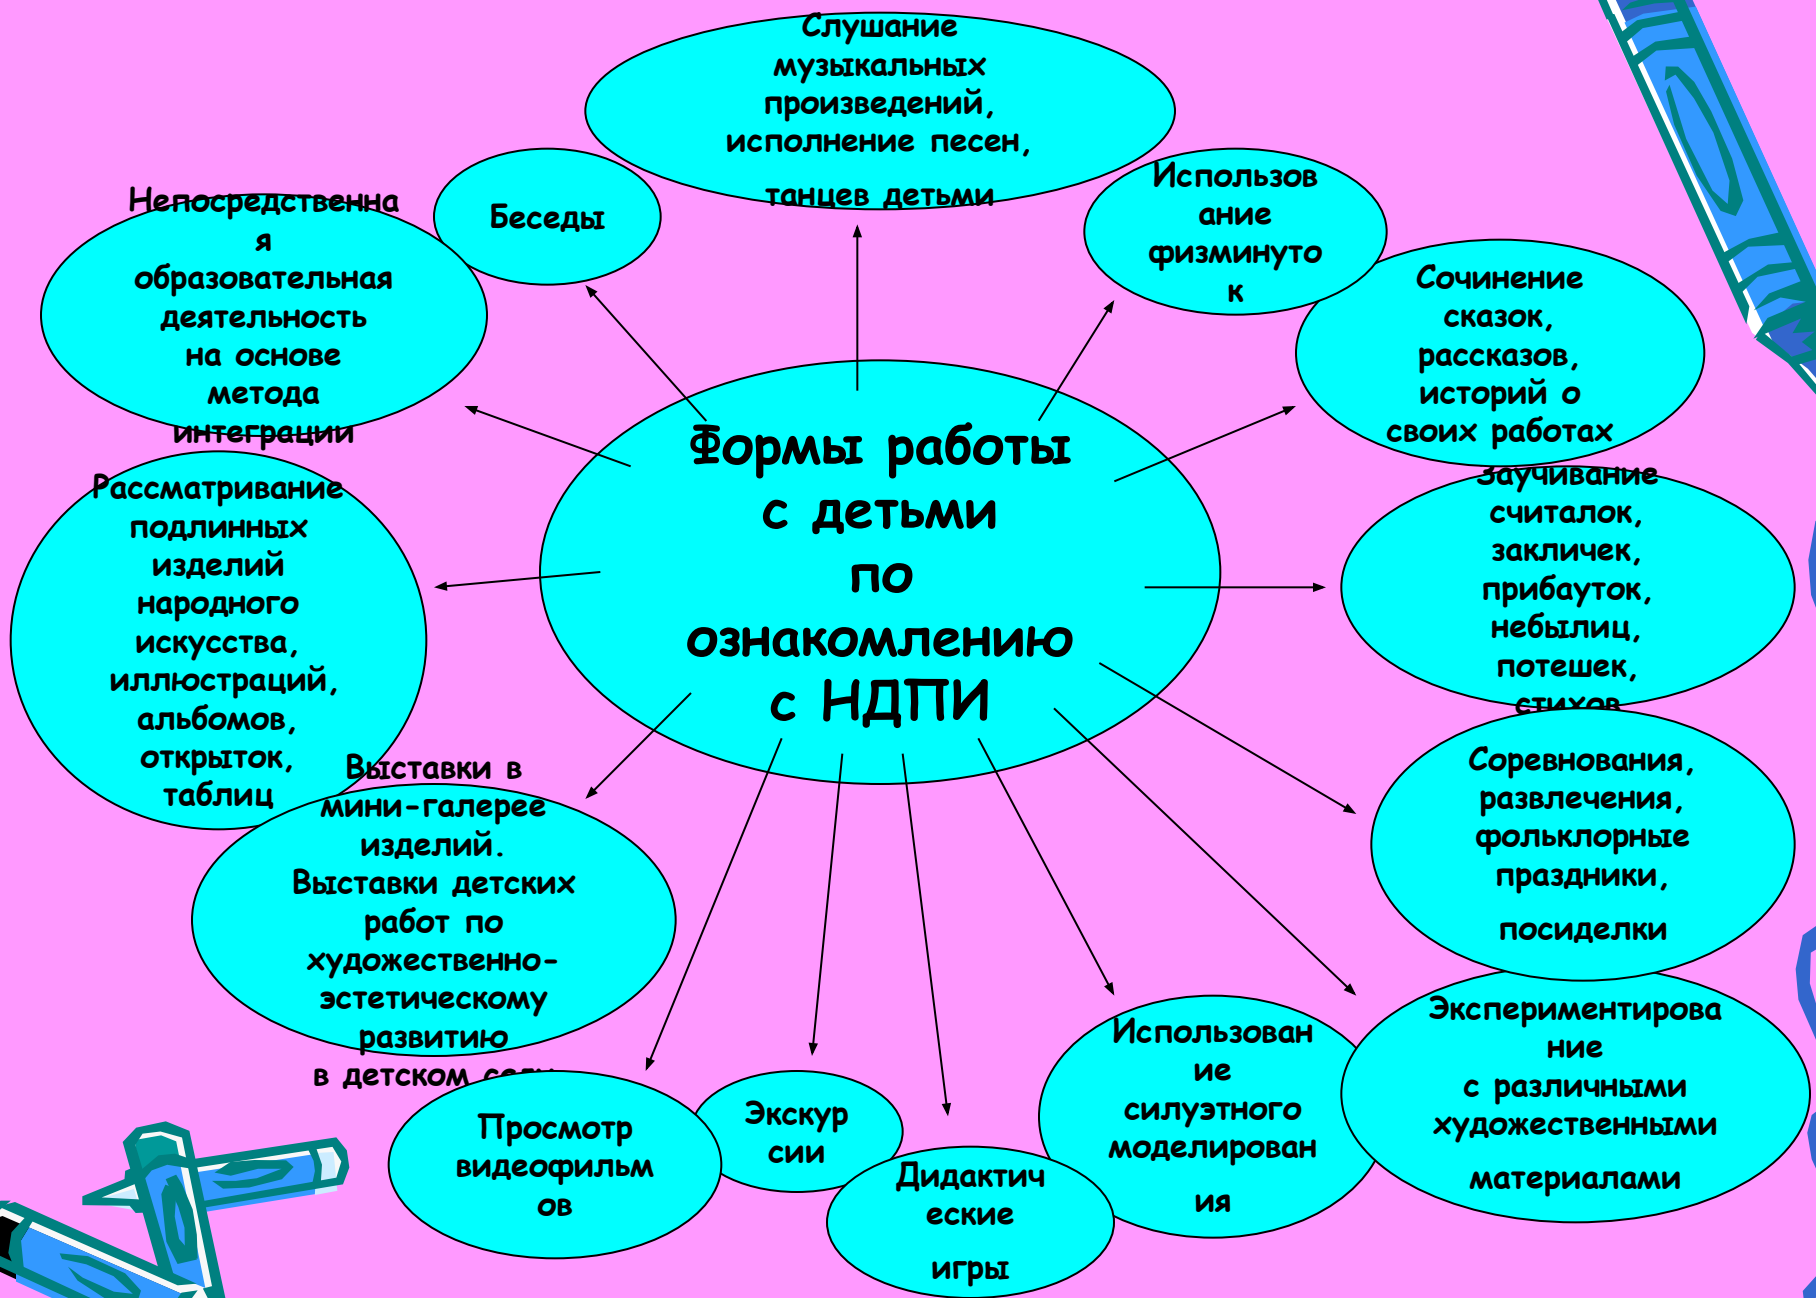 Слушание
музыкальных
произведений,
исполнение песен,
танцев детьми
Беседы
Использов
ание
физминуто
к
Непосредственна
я
образовательная
деятельность
на основе
метода
интеграции
Сочинение
сказок,
рассказов,
историй о
своих работах
Формы работы
с детьми
по
ознакомлению
с НДПИ
Рассматривание
подлинных
изделий
народного
искусства,
иллюстраций,
альбомов,
открыток,
таблиц
Заучивание
считалок,
закличек,
прибауток,
небылиц,
потешек,
стихов
Выставки в
мини-галерее
изделий.
Выставки детских
работ по
художественно-
эстетическому
развитию
в детском саду
Соревнования,
развлечения,
фольклорные
праздники,
посиделки
Просмотр
видеофильм
ов
Экскур
сии
Дидактич
еские
игры
Использован
ие
силуэтного
моделирован
ия
Экспериментирова
ние
с различными
художественными
материалами